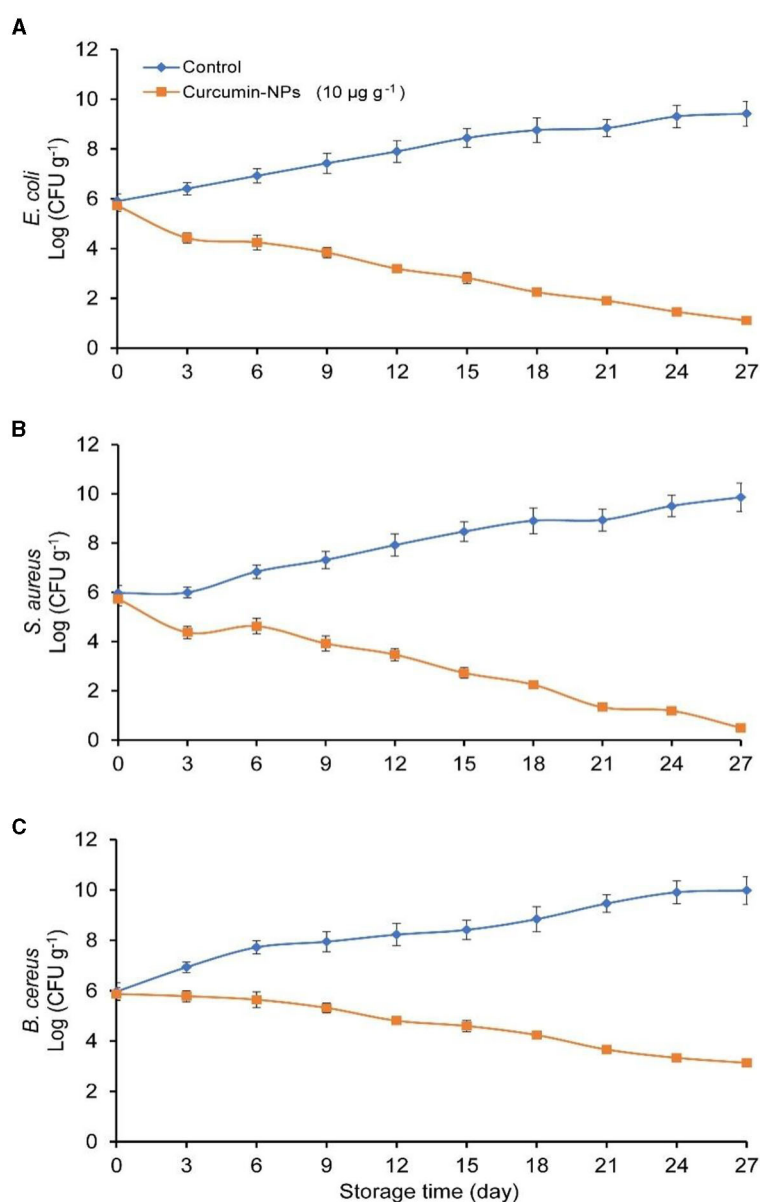 A
12
10
8
6
4
2
0
E. coli
Log (CFU g⁻¹)
Control
Curcumin-NPs (10 µg g⁻¹)
0 3 6 9 12 15 18 21 24 27
B
12
10
8
6
4
2
0
S. aureus
Log (CFU g⁻¹)
0 3 6 9 12 15 18 21 24 27
C
12
10
8
6
4
2
0
B. cereus
Log (CFU g⁻¹)
0 3 6 9 12 15 18 21 24 27
Storage time (day)